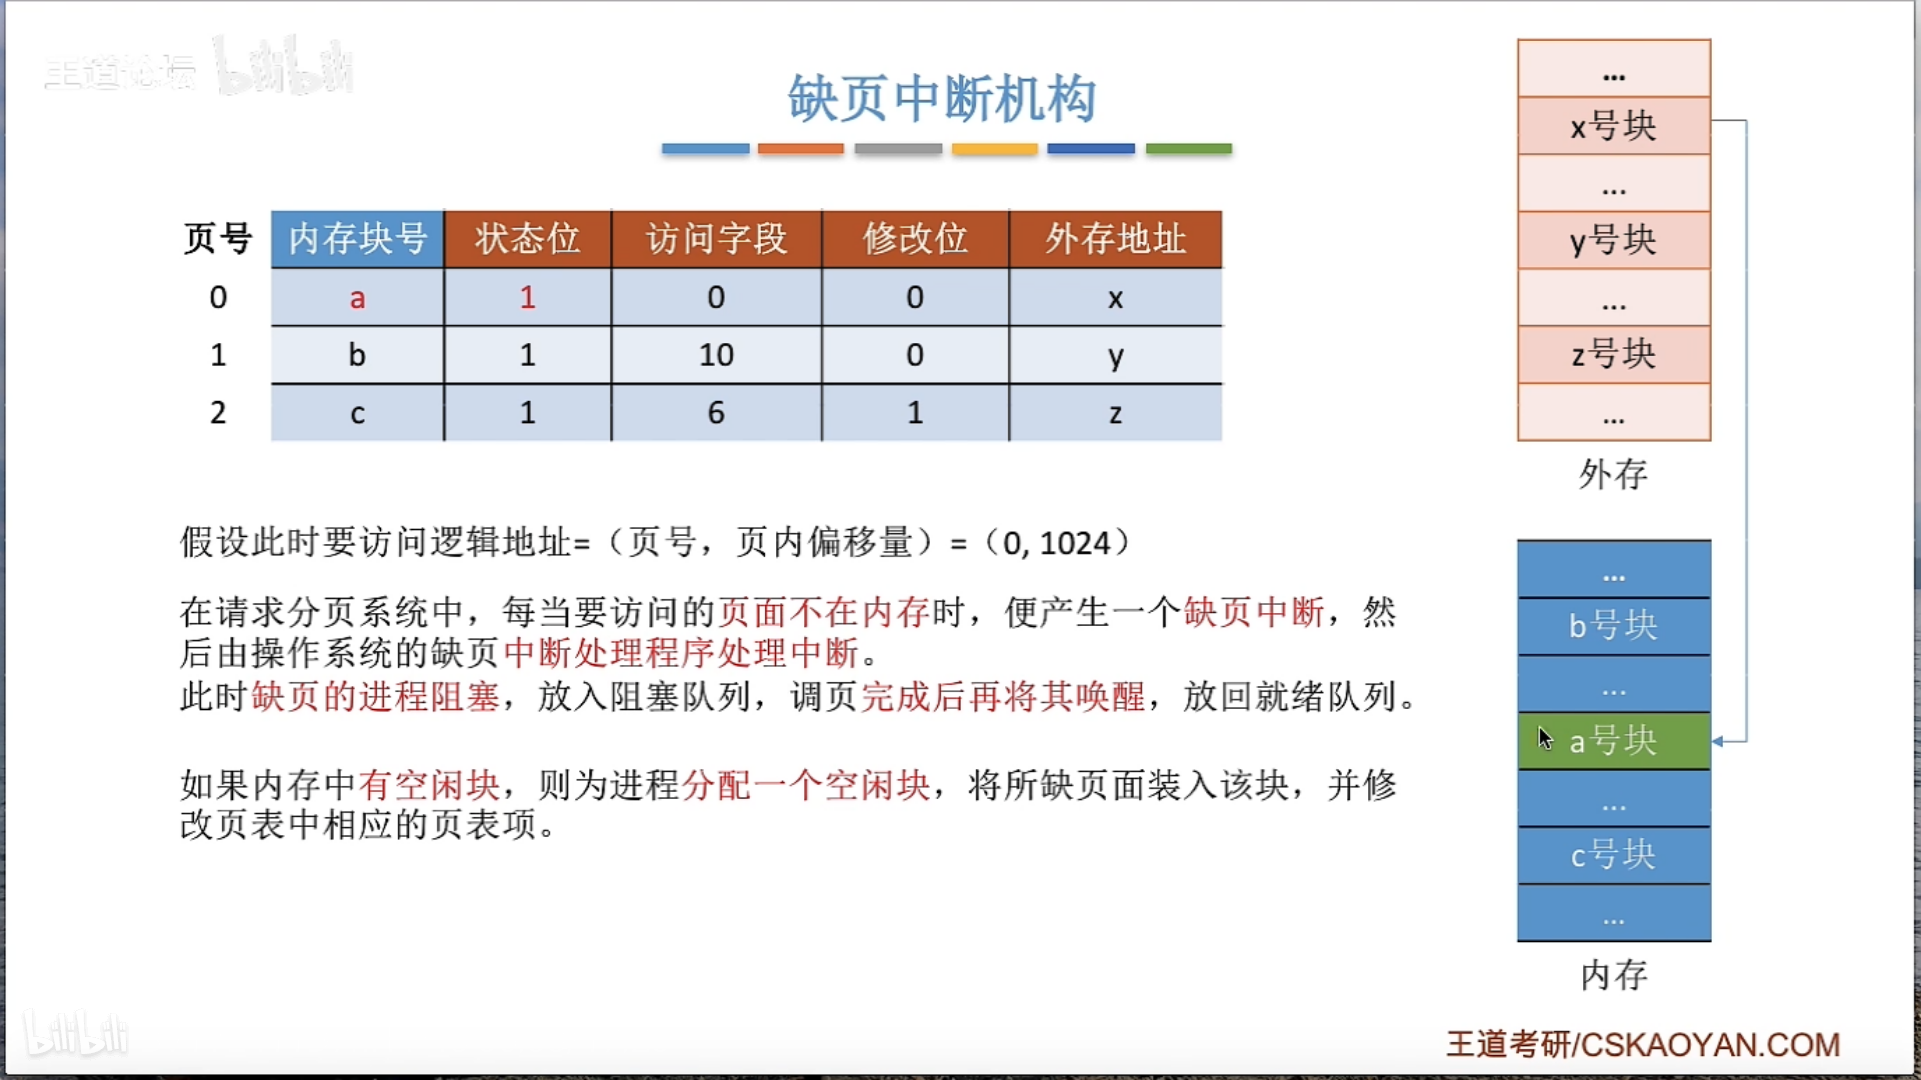 王道论坛 bilibili
缺页中断机构
页号 内存块号 状态位 访问字段 修改位 外存地址
0 a 1 0 0 x
1 b 1 10 0 y
2 c 1 6 1 z
假设此时要访问逻辑地址=（页号，页内偏移量）=（0, 1024）
在请求分页系统中，每当要访问的页面不在内存时，便产生一个缺页中断，然
后由操作系统的缺页中断处理程序处理中断。
此时缺页的进程阻塞，放入阻塞队列，调页完成后再将其唤醒，放回就绪队列。
如果内存中有空闲块，则为进程分配一个空闲块，将所缺页面装入该块，并修
改页表中相应的页表项。
...
x号块
...
y号块
...
z号块
...
外存
...
b号块
...
a号块
...
c号块
...
内存
bilibili
王道考研/CSKAOYAN.COM